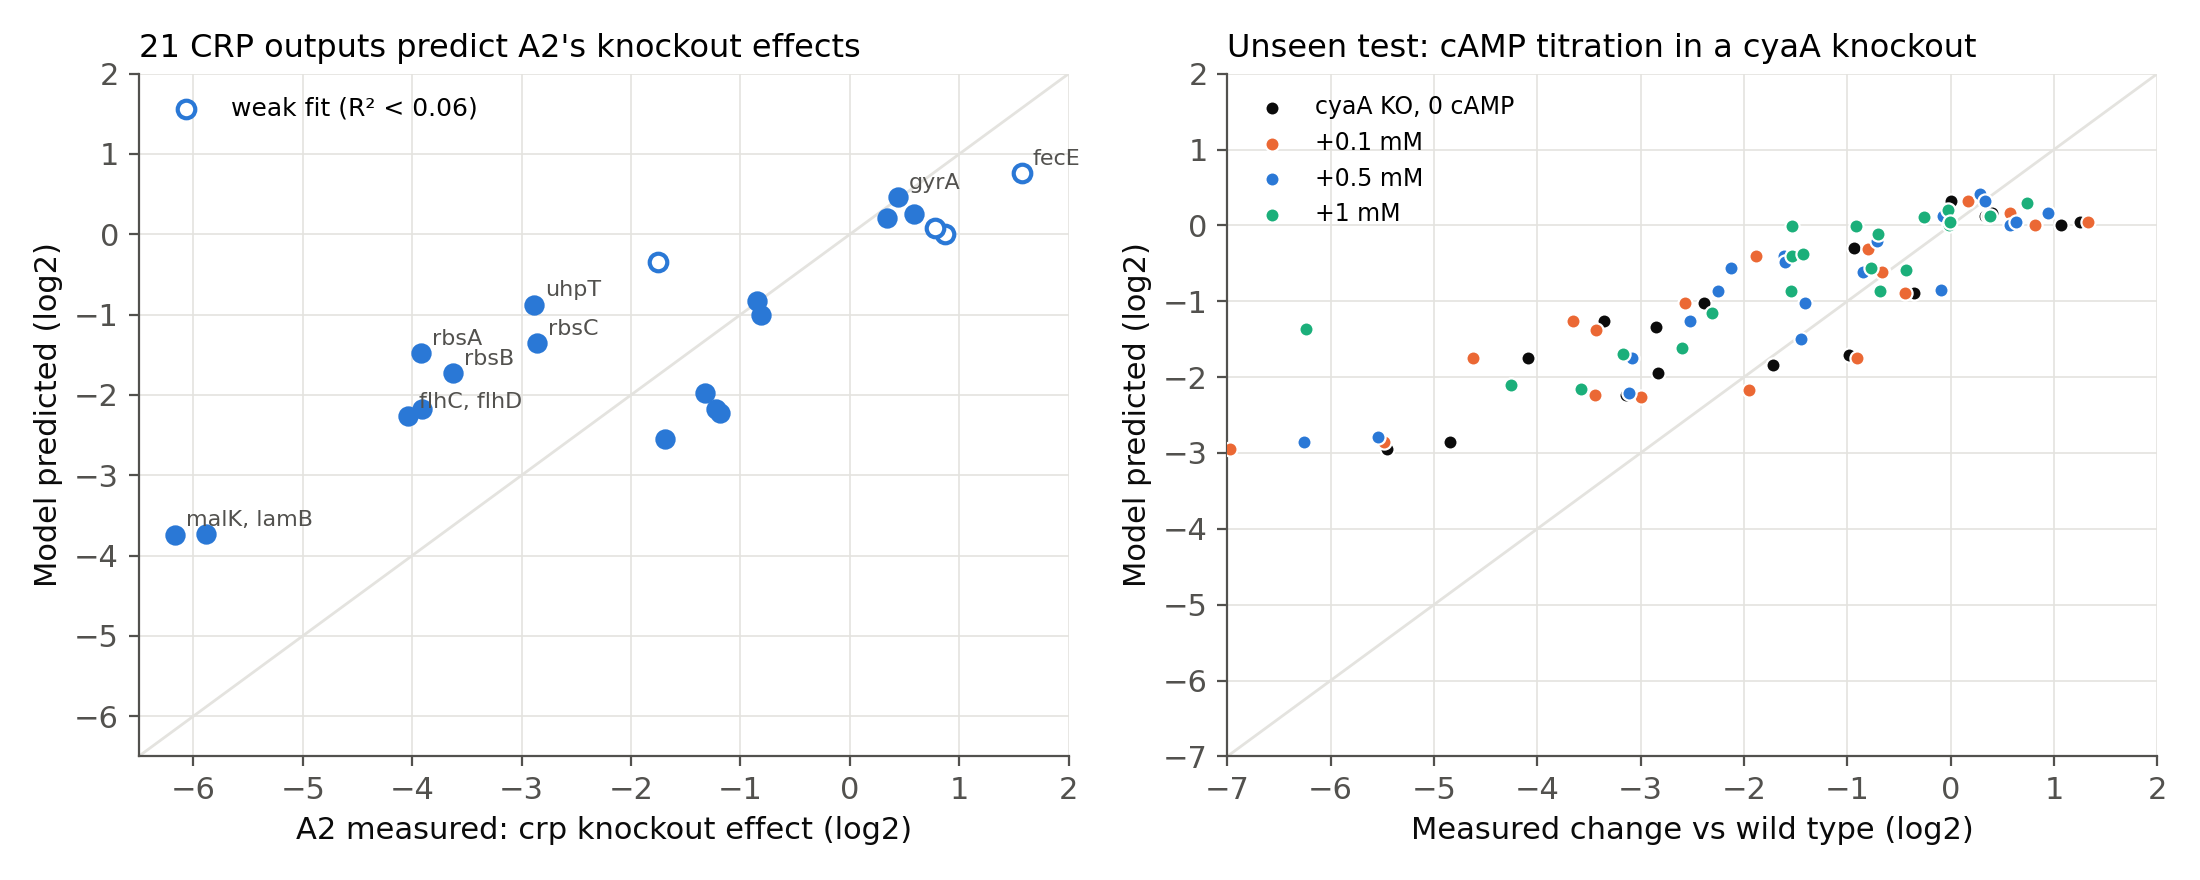 21 CRP outputs predict A2's knockout effects
weak fit (R² < 0.06)
fecE
gyrA
uhpT
rbsC
rbsA
rbsB
flhC, flhD
malK, lamB
2
1
0
−1
−2
−3
−4
−5
−6
Model predicted (log2)
−6 −5 −4 −3 −2 −1 0 1 2
A2 measured: crp knockout effect (log2)
Unseen test: cAMP titration in a cyaA knockout
cyaA KO, 0 cAMP
+0.1 mM
+0.5 mM
+1 mM
2
1
0
−1
−2
−3
−4
−5
−6
−7
Model predicted (log2)
−7 −6 −5 −4 −3 −2 −1 0 1 2
Measured change vs wild type (log2)